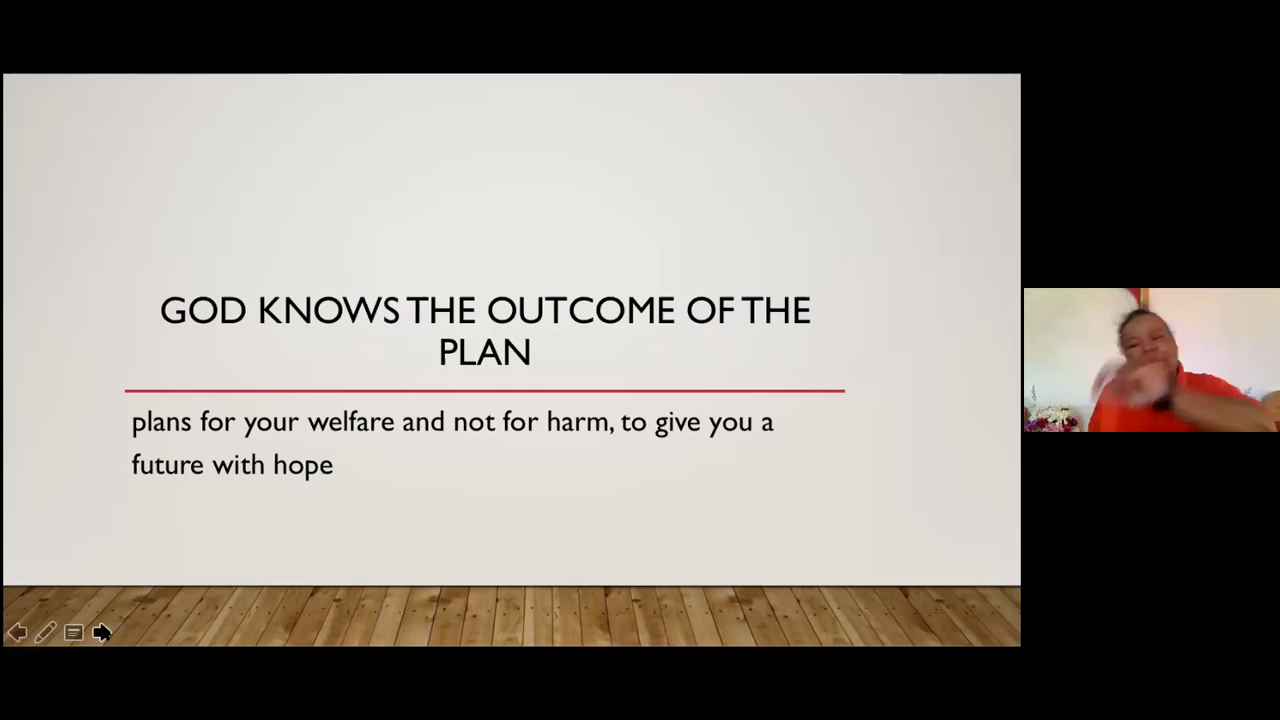 GOD KNOWS THE OUTCOME OF THE
PLAN
plans for your welfare and not for harm, to give you a
future with hope